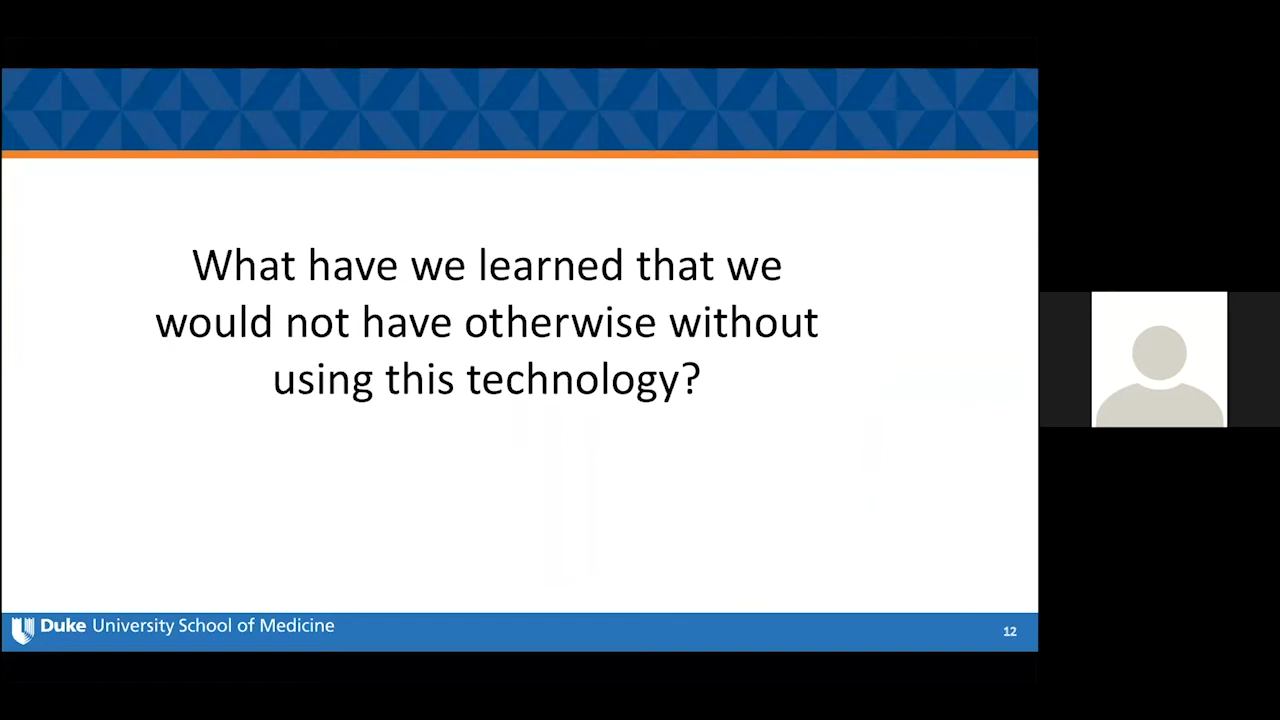 What have we learned that we
would not have otherwise without
using this technology?
Duke University School of Medicine
12